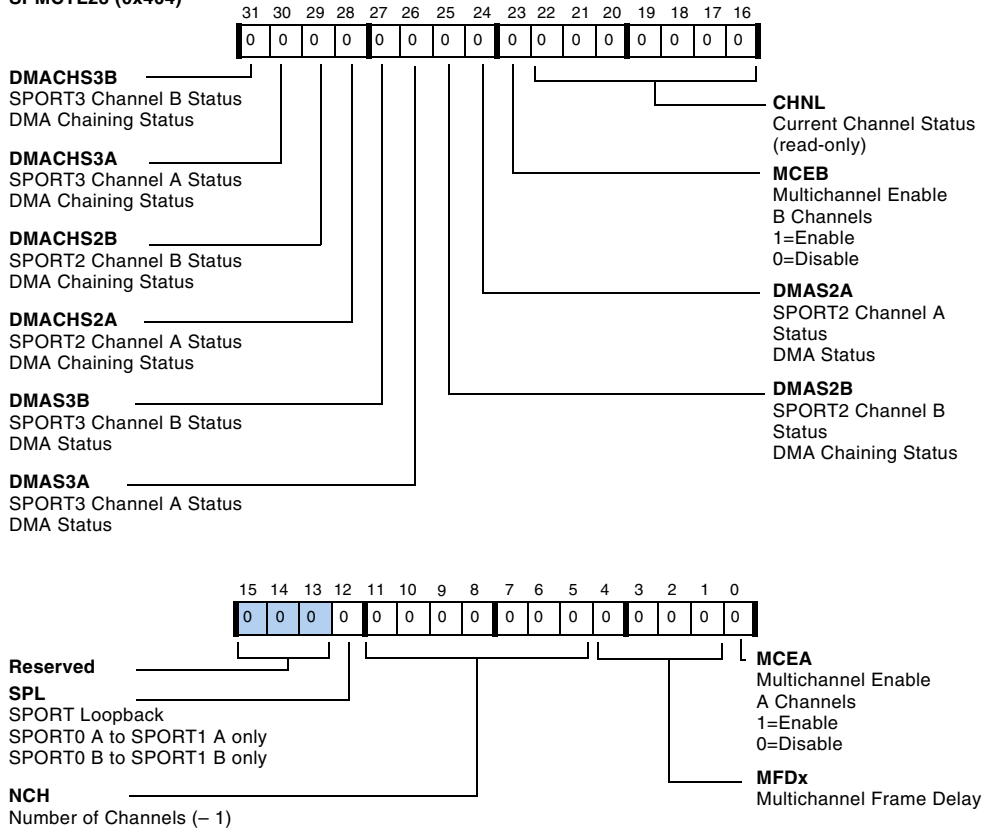 31 30 29 28 27 26 25 24 23 22 21 20 19 18 17 16
0 0 0 0 0 0 0 0 0 0 0 0 0 0 0 0
DMACHS3B
SPORT3 Channel B Status
DMA Chaining Status
DMACHS3A
SPORT3 Channel A Status
DMA Chaining Status
DMACHS2B
SPORT2 Channel B Status
DMA Chaining Status
DMACHS2A
SPORT2 Channel A Status
DMA Chaining Status
DMAS3B
SPORT3 Channel B Status
DMA Status
DMAS3A
SPORT3 Channel A Status
DMA Status
CHNL
Current Channel Status
(read-only)
MCEB
Multichannel Enable
B Channels
1=Enable
0=Disable
DMAS2A
SPORT2 Channel A
Status
DMA Status
DMAS2B
SPORT2 Channel B
Status
DMA Chaining Status
15 14 13 12 11 10 9 8 7 6 5 4 3 2 1 0
0 0 0 0 0 0 0 0 0 0 0 0 0 0 0 0
Reserved
SPL
SPORT Loopback
SPORT0 A to SPORT1 A only
SPORT0 B to SPORT1 B only
NCH
Number of Channels (– 1)
MCEA
Multichannel Enable
A Channels
1=Enable
0=Disable
MFDx
Multichannel Frame Delay